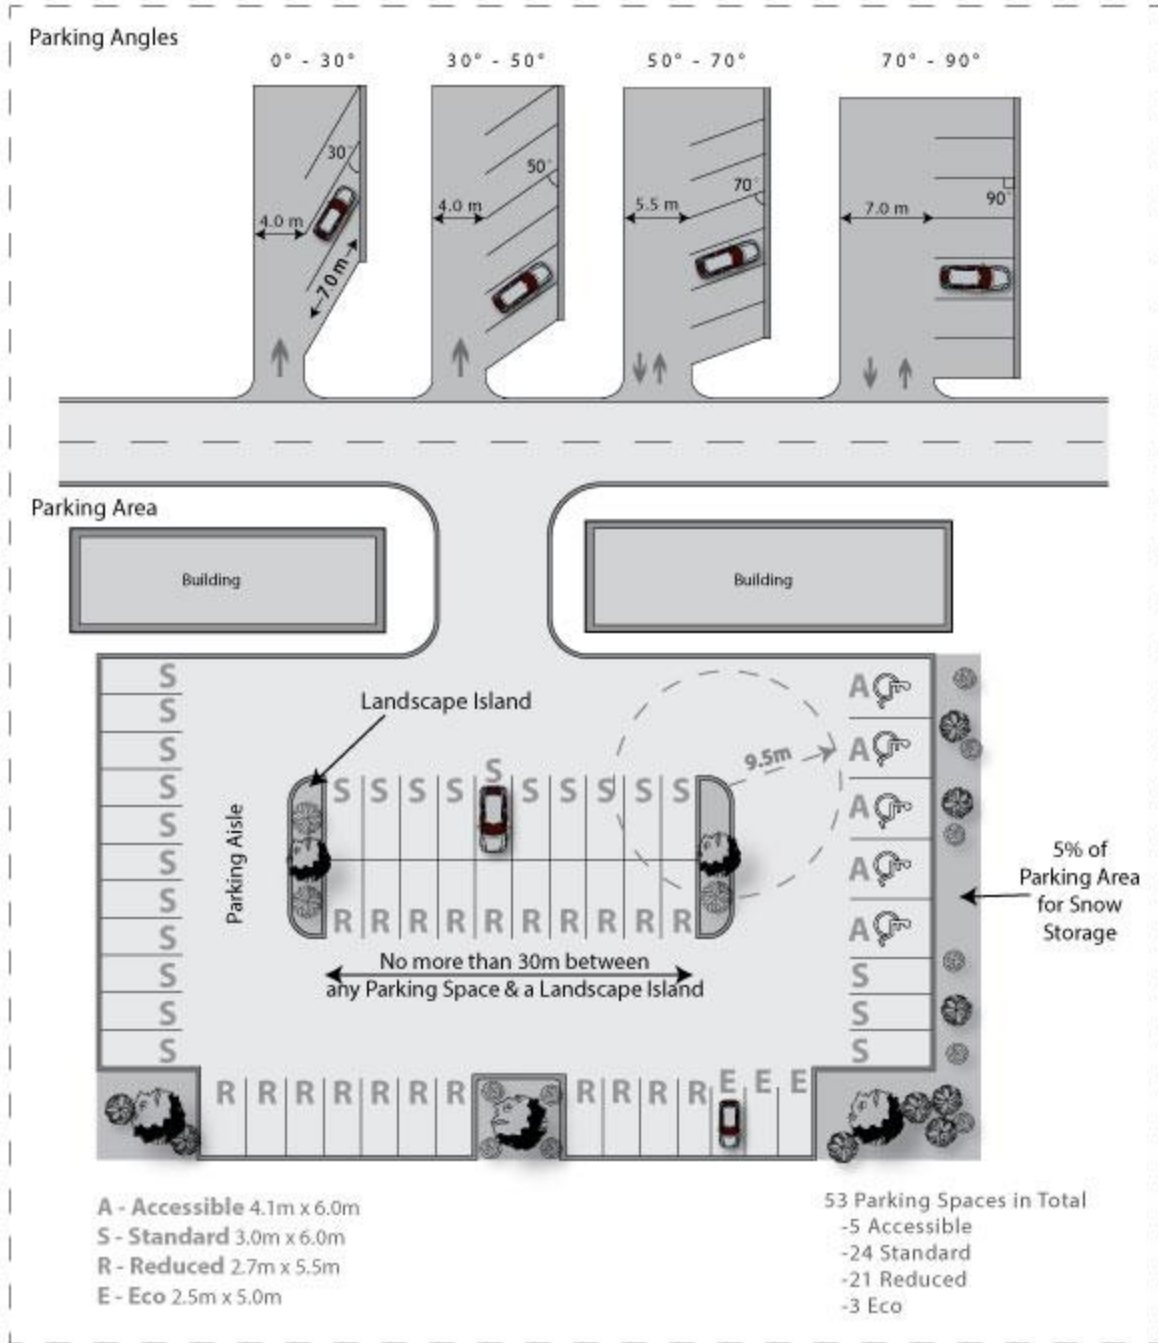 Parking Angles
0° - 30°
30° - 50°
50° - 70°
70° - 90°
30°
50°
70°
90°
4.0 m
4.0 m
5.5 m
7.0 m
7.0 m
Parking Area
Building
Building
S
S
S
S
S
S
S
S
S
S
S
Landscape Island
Parking Aisle
S S S S S S S S S S
R R R R R R R R R R
No more than 30m between
any Parking Space & a Landscape Island
9.5m
A
A
A
A
A
S
S
S
5% of
Parking Area
for Snow
Storage
R R R R R R R
R R R R E E E
A - Accessible 4.1m x 6.0m
S - Standard 3.0m x 6.0m
R - Reduced 2.7m x 5.5m
E - Eco 2.5m x 5.0m
53 Parking Spaces in Total
-5 Accessible
-24 Standard
-21 Reduced
-3 Eco